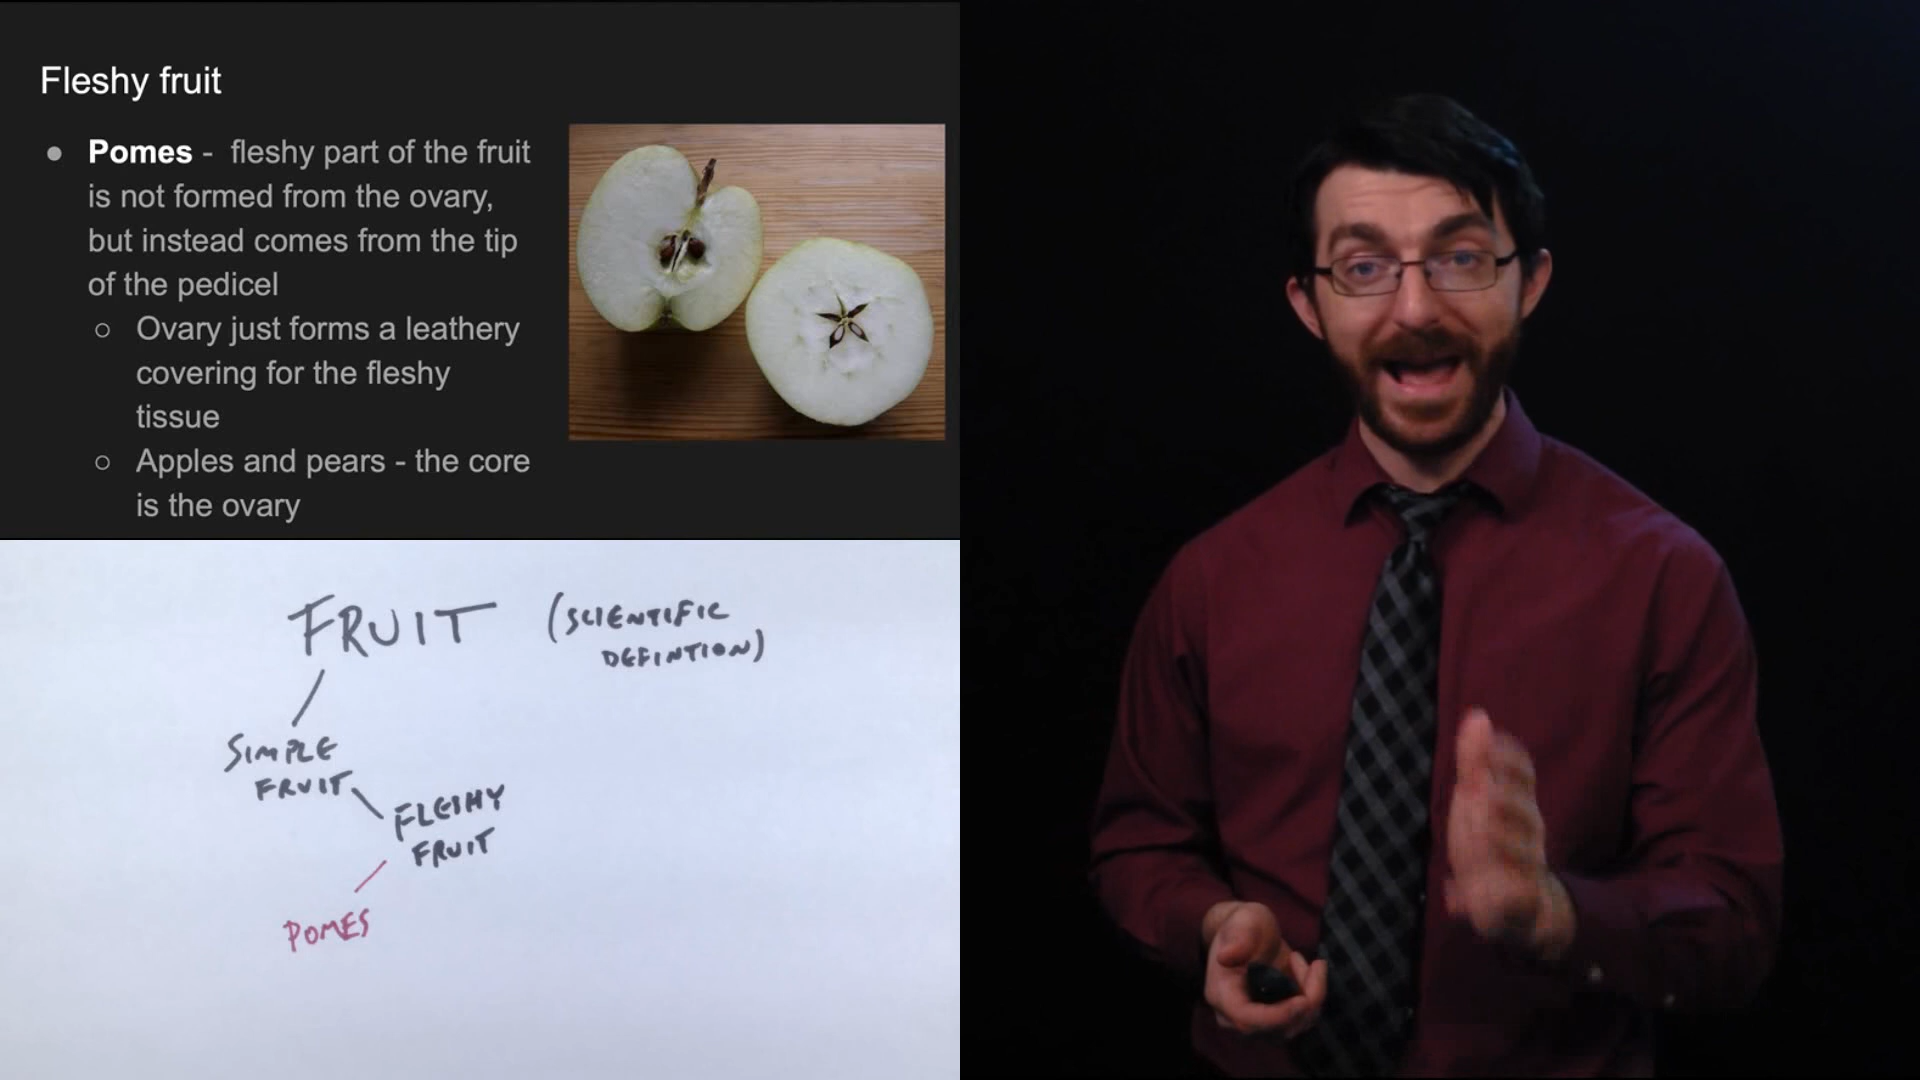 Fleshy fruit
● Pomes - fleshy part of the fruit
is not formed from the ovary,
but instead comes from the tip
of the pedicel
○ Ovary just forms a leathery
covering for the fleshy
tissue
○ Apples and pears - the core
is the ovary
FRUIT (SCIENTIFIC
DEFINTION)
SIMPLE
FRUIT
FLESHY
FRUIT
POMES